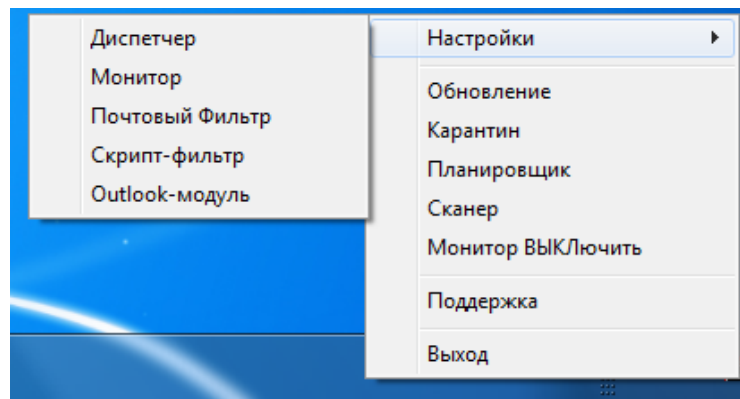 Диспетчер
Монитор
Почтовый Фильтр
Скрипт-фильтр
Outlook-модуль
Настройки
Обновление
Карантин
Планировщик
Сканер
Монитор ВЫКЛючить
Поддержка
Выход